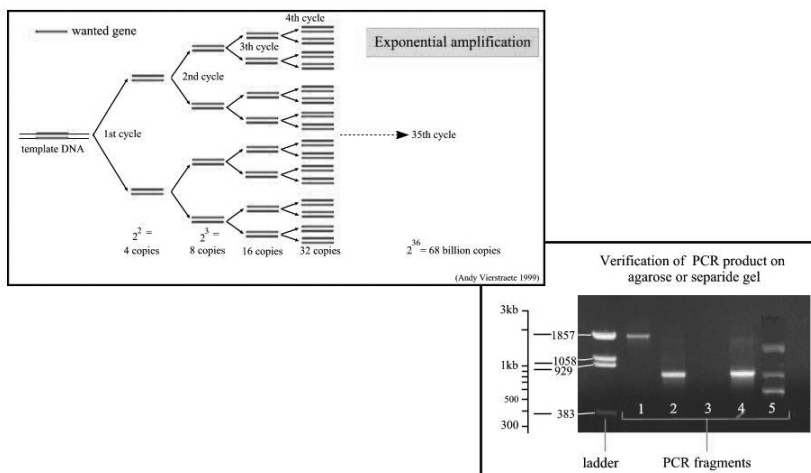 4th cycle
wanted gene
Exponential amplification
3th cycle
2nd cycle
1st cycle
35th cycle
template DNA
2² =
4 copies
2³ =
8 copies
16 copies
32 copies
2³⁶ = 68 billion copies
(Andy Vierstraete 1999)
Verification of PCR product on
agarose or separide gel
3kb
1857
1kb
1058
929
500
383
300
1 2 3 4 5
ladder
PCR fragments